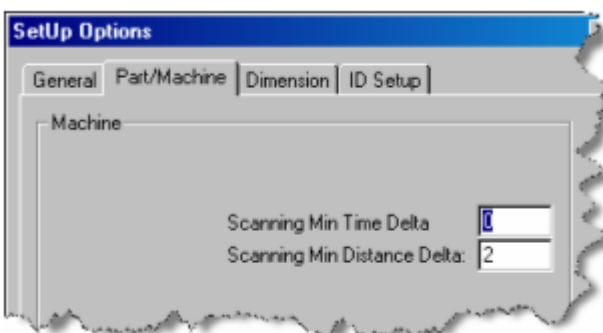 SetUp Options
General Part/Machine Dimension ID Setup
Machine
Scanning Min Time Delta 0
Scanning Min Distance Delta: 2